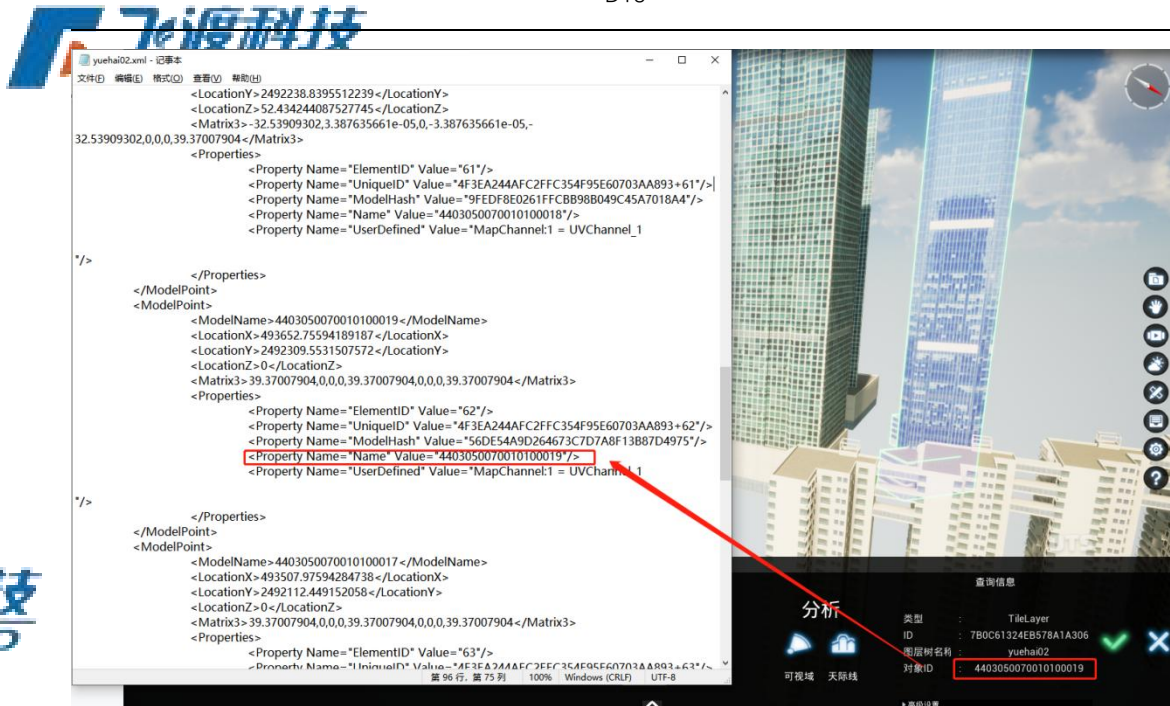 飞渡科技
yuehai02.xml - 记事本
文件(F) 编辑(E) 格式(O) 查看(V) 帮助(H)
<LocationY>2492238.8395512239</LocationY>
<LocationZ>52.434244087527745</LocationZ>
<Matrix3>-32.53909302,3.387635661e-05,0,-3.387635661e-05,-
32.53909302,0,0,0,39.37007904</Matrix3>
<Properties>
<Property Name="ElementID" Value="61"/>
<Property Name="UniqueID" Value="4F3EA244AFC2FFC354F95E60703AA893+61"/>
<Property Name="ModelHash" Value="9FEDF8E0261FFCBB98B049C45A7018A4"/>
<Property Name="Name" Value="4403050070010100018"/>
<Property Name="UserDefined" Value="MapChannel:1 = UVChannel_1
"/>
</Properties>
</ModelPoint>
<ModelPoint>
<ModelName>4403050070010100019</ModelName>
<LocationX>493652.75594189187</LocationX>
<LocationY>2492309.5531507572</LocationY>
<LocationZ>0</LocationZ>
<Matrix3>39.37007904,0,0,0,39.37007904,0,0,0,39.37007904</Matrix3>
<Properties>
<Property Name="ElementID" Value="62"/>
<Property Name="UniqueID" Value="4F3EA244AFC2FFC354F95E60703AA893+62"/>
<Property Name="ModelHash" Value="56DE54A9D264673C7D7A8F13B87D4975"/>
<Property Name="Name" Value="4403050070010100019"/>
<Property Name="UserDefined" Value="MapChannel:1 = UVChannel_1
"/>
</Properties>
</ModelPoint>
<ModelPoint>
<ModelName>4403050070010100017</ModelName>
<LocationX>493507.97594284738</LocationX>
<LocationY>2492112.449152058</LocationY>
<LocationZ>0</LocationZ>
<Matrix3>39.37007904,0,0,0,39.37007904,0,0,0,39.37007904</Matrix3>
<Properties>
<Property Name="ElementID" Value="63"/>
<Property Name="UniqueID" Value="4F3EA244AFC2FFC354F95E60703AA893+63"/>
第 96 行，第 75 列 100% Windows (CRLF) UTF-8
查询信息
分析
类型 : TileLayer
ID : 7B0C61324EB578A1A306
图层树名称 : yuehai02
对象ID : 4403050070010100019
可视域 天际线
技